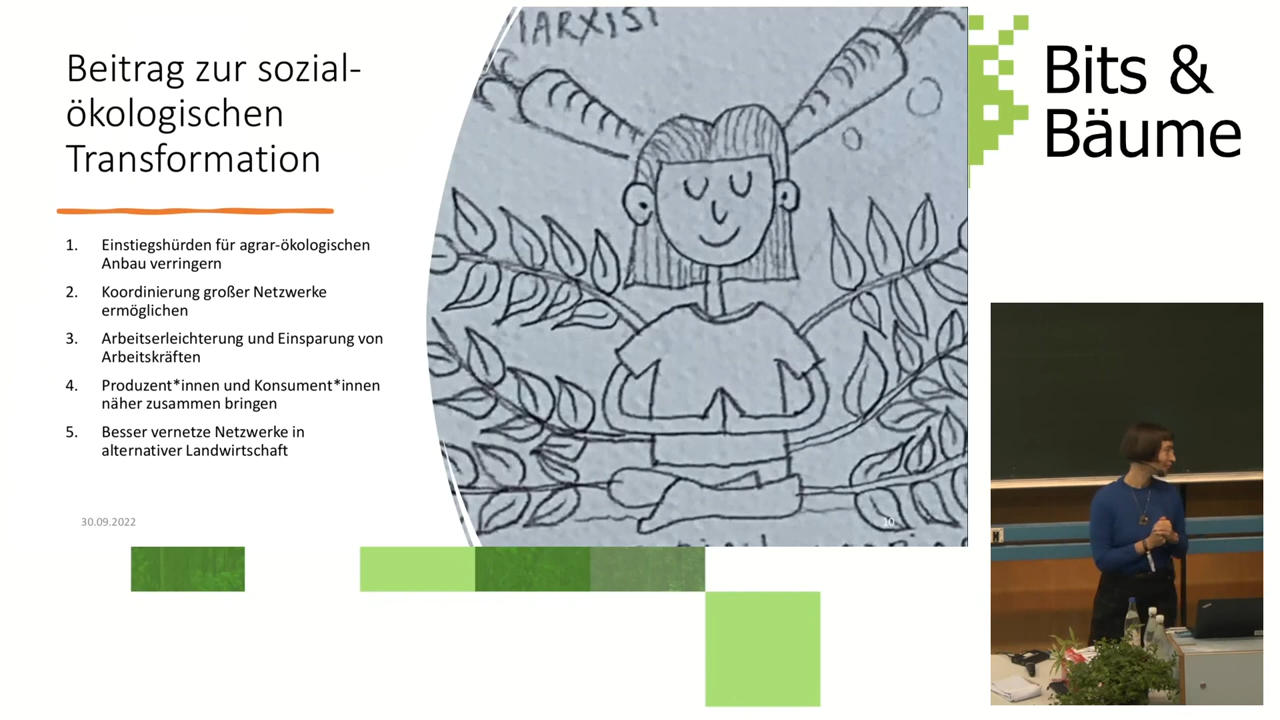 Beitrag zur sozial-
ökologischen
Transformation
1. Einstiegshürden für agrar-ökologischen
Anbau verringern
2. Koordinierung großer Netzwerke
ermöglichen
3. Arbeitserleichterung und Einsparung von
Arbeitskräften
4. Produzent*innen und Konsument*innen
näher zusammen bringen
5. Besser vernetze Netzwerke in
alternativer Landwirtschaft
30.09.2022
10
MARXIST
Bits &
Bäume